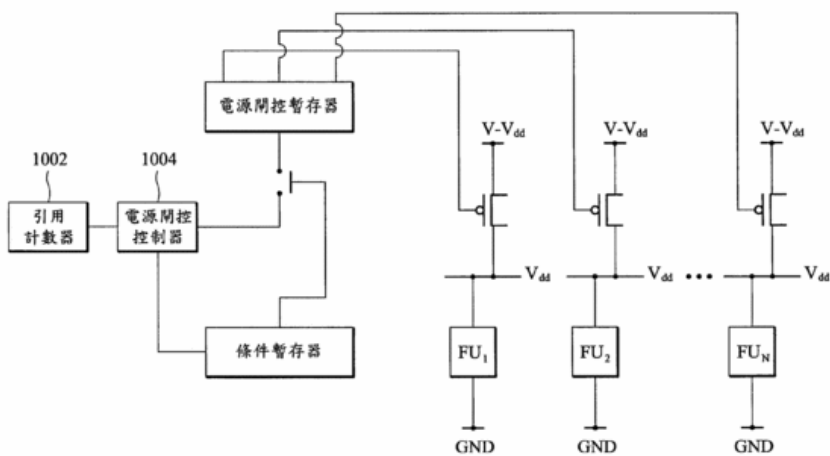 電源閘控暫存器
V-Vdd
V-Vdd
V-Vdd
1002
1004
引用
計數器
電源閘控
控制器
Vdd
Vdd
Vdd
條件暫存器
FU1
FU2
FUN
GND
GND
GND